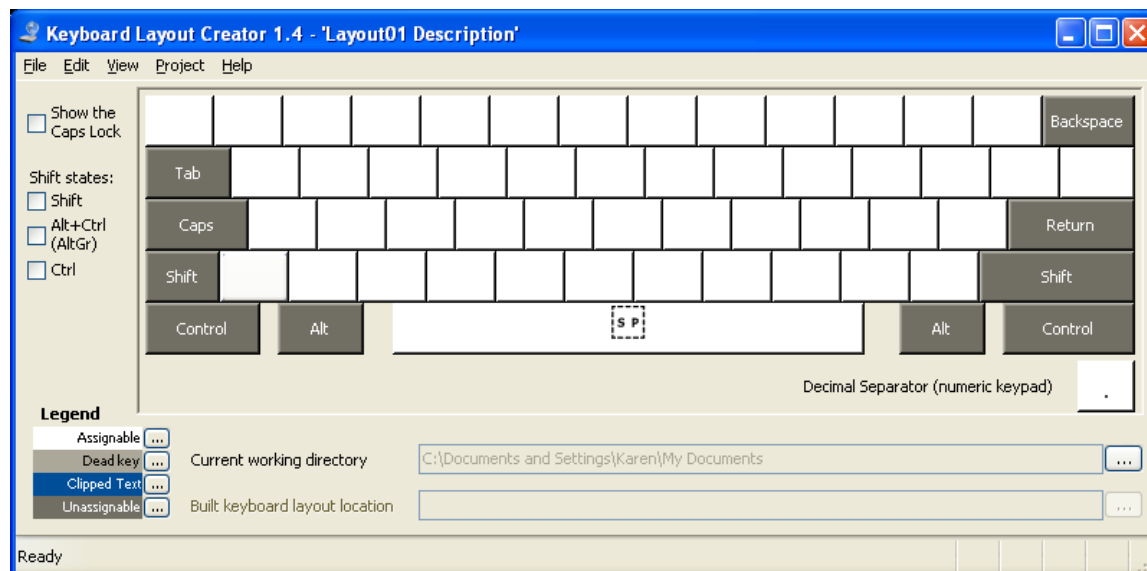 Keyboard Layout Creator 1.4 - 'Layout01 Description'
File Edit View Project Help
Show the
Caps Lock
Backspace
Shift states:
Tab
Shift
Alt+Ctrl
(AltGr)
Caps
Return
Ctrl
Shift
Shift
Control
Alt
SP
Alt
Control
Decimal Separator (numeric keypad)
.
Legend
Assignable ...
Dead key ...
Clipped Text ...
Unassignable ...
Current working directory
C:\Documents and Settings\Karen\My Documents
...
Built keyboard layout location
...
Ready